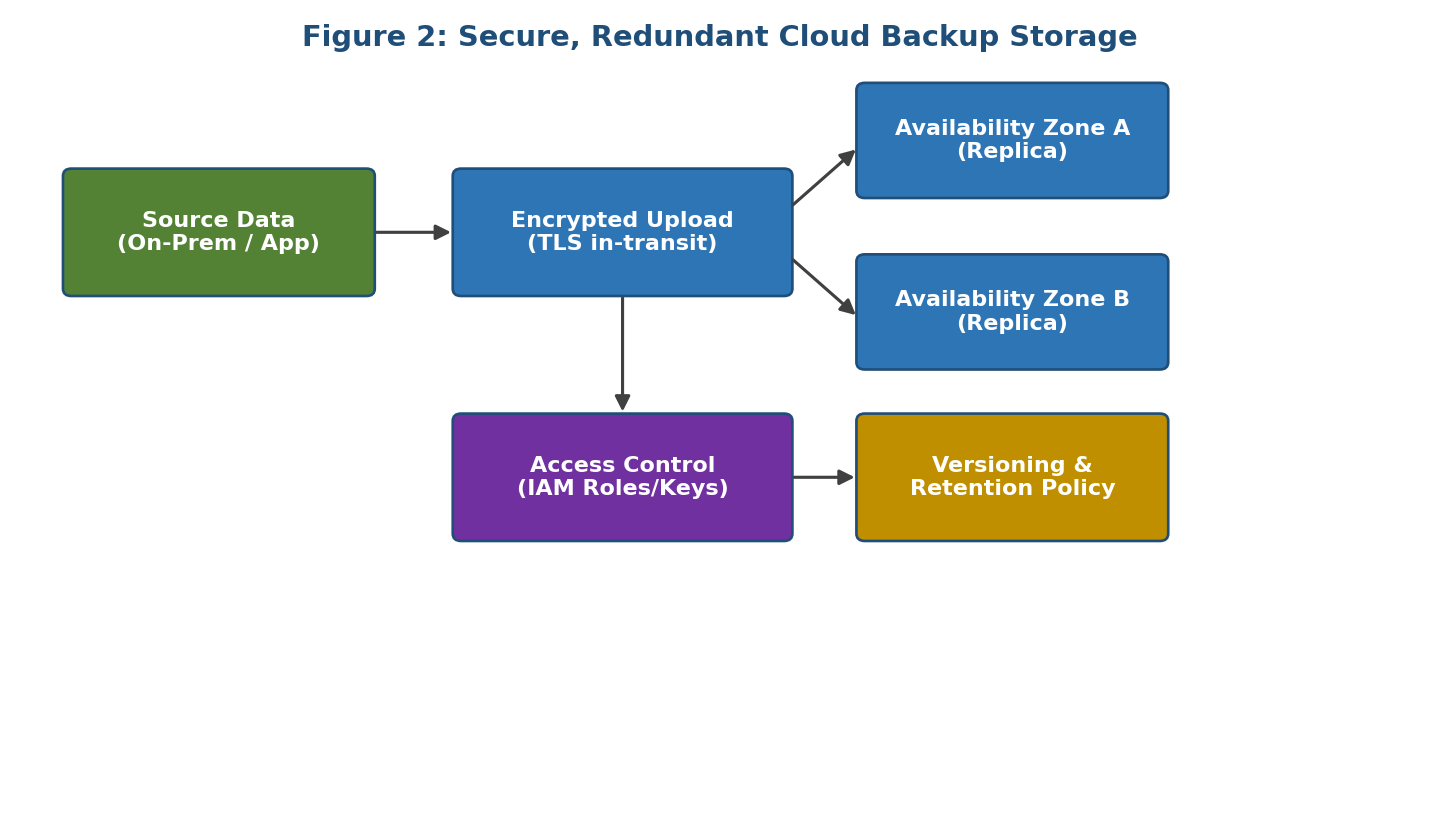 Figure 2: Secure, Redundant Cloud Backup Storage
Source Data
(On-Prem / App)
Encrypted Upload
(TLS in-transit)
Availability Zone A
(Replica)
Availability Zone B
(Replica)
Access Control
(IAM Roles/Keys)
Versioning &
Retention Policy